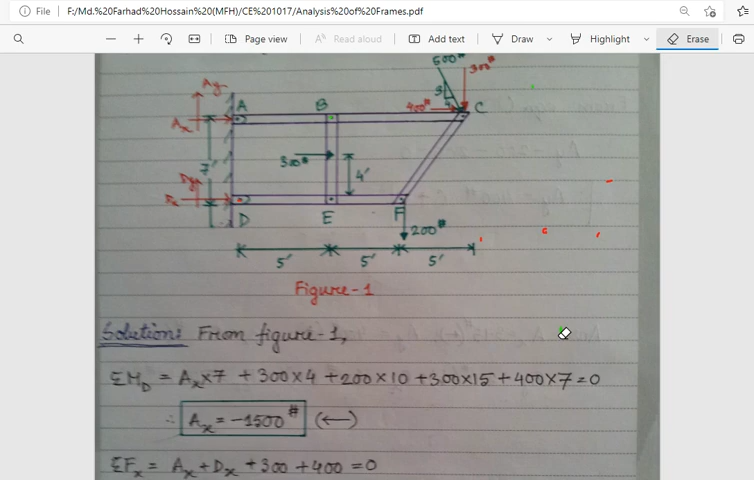 File | F:/Md.%20Farhad%20Hossain%20(MFH)/CE%201017/Analysis%20of%20Frames.pdf
Page view | Read aloud | Add text | Draw | Highlight | Erase
500# 300#
Ay 3
A B 400# C
Ax
7' 300# 4'
Dy
D E F
200#
5' 5' 5'
Figure-1
Solution: From figure-1,
ΣM_D = Ax×7 + 300×4 + 200×10 + 300×15 + 400×7 = 0
∴ Ax = -1500# (←)
ΣFx = Ax + Dx + 300 + 400 = 0